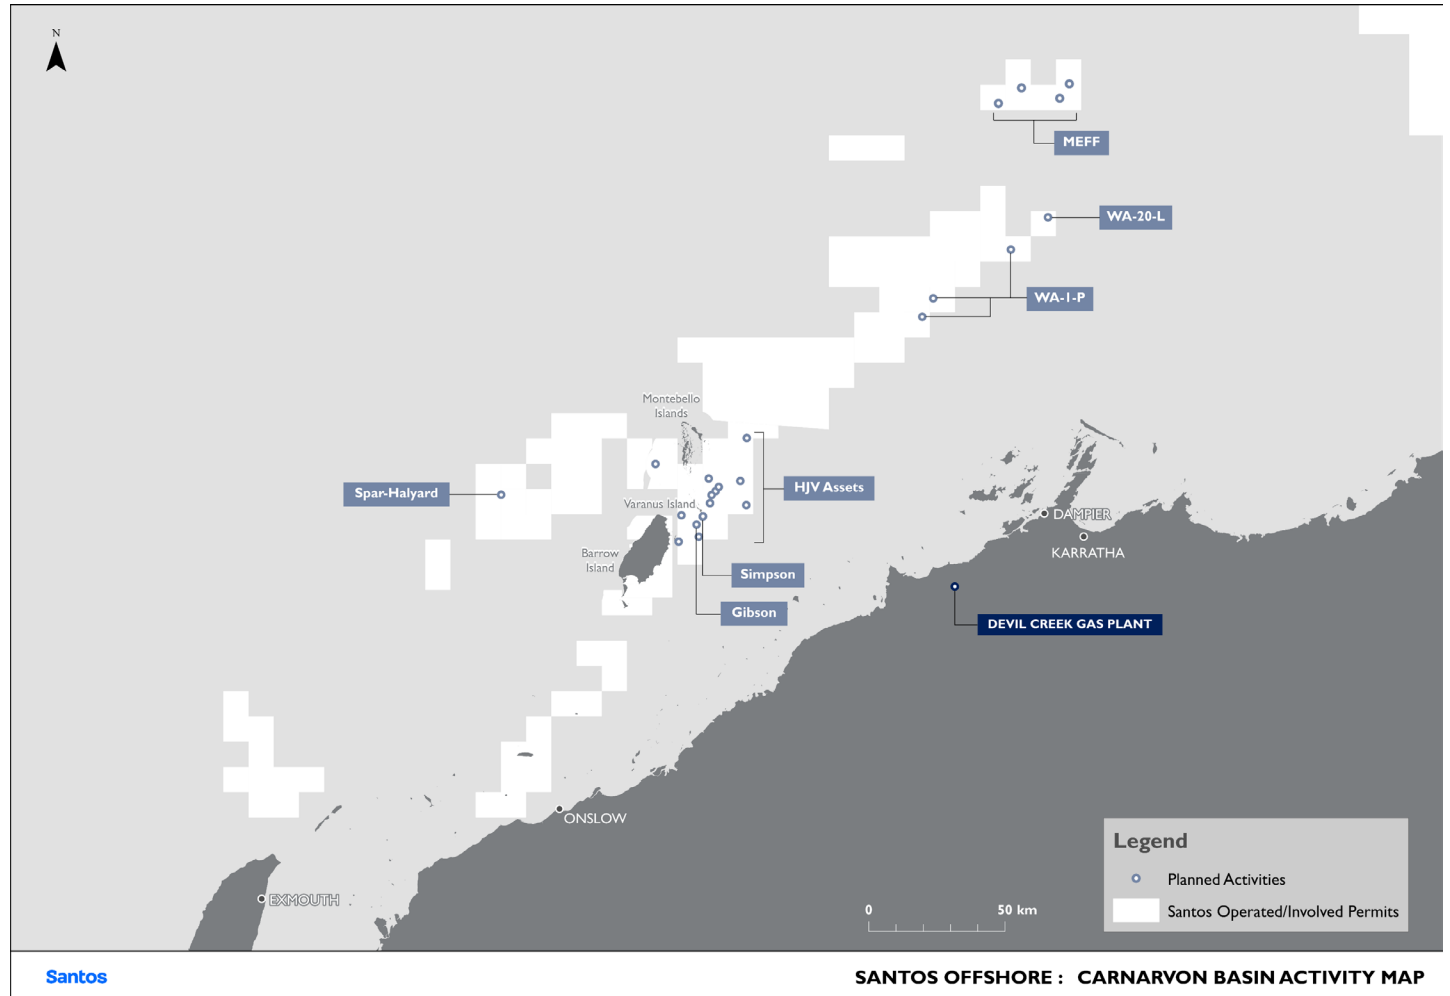 N
MEFF
WA-20-L
WA-1-P
Montebello
Islands
Spar-Halyard
HJV Assets
Varanus Island
DAMPIER
KARRATHA
Barrow
Island
Simpson
Gibson
DEVIL CREEK GAS PLANT
ONSLOW
EXMOUTH
Legend
Planned Activities
Santos Operated/Involved Permits
0 50 km
Santos
SANTOS OFFSHORE : CARNARVON BASIN ACTIVITY MAP